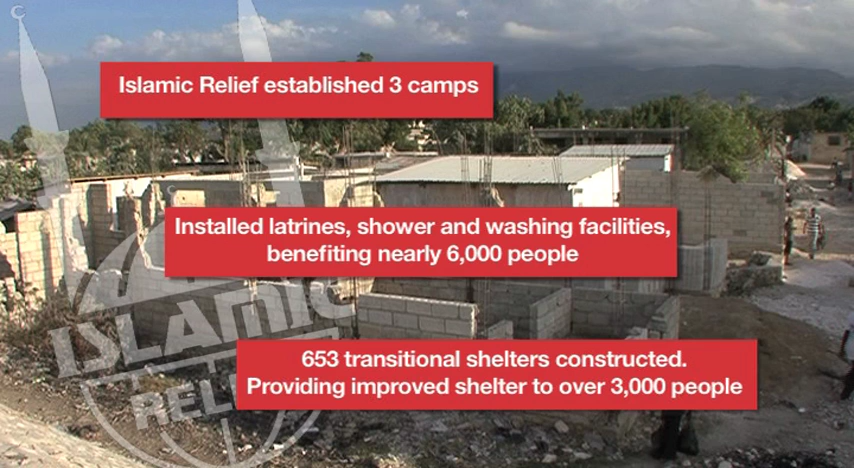 Islamic Relief established 3 camps
Installed latrines, shower and washing facilities,
benefiting nearly 6,000 people
653 transitional shelters constructed.
Providing improved shelter to over 3,000 people
ISLAMIC
RELIEF